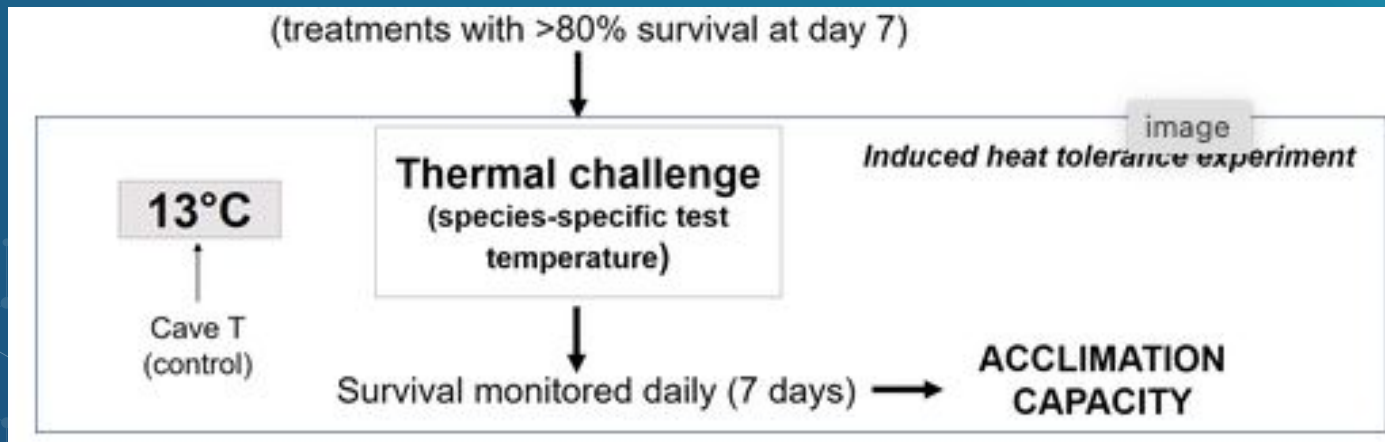 (treatments with >80% survival at day 7)
image
Induced heat tolerance experiment
Thermal challenge
(species-specific test
temperature)
13°C
Cave T
(control)
Survival monitored daily (7 days)
ACCLIMATION
CAPACITY